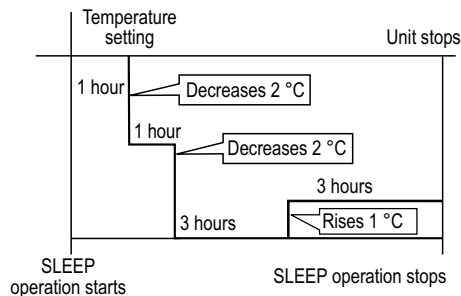 Temperature
setting
Unit stops
1 hour
Decreases 2 °C
1 hour
Decreases 2 °C
3 hours
3 hours
Rises 1 °C
SLEEP
operation starts
SLEEP operation stops